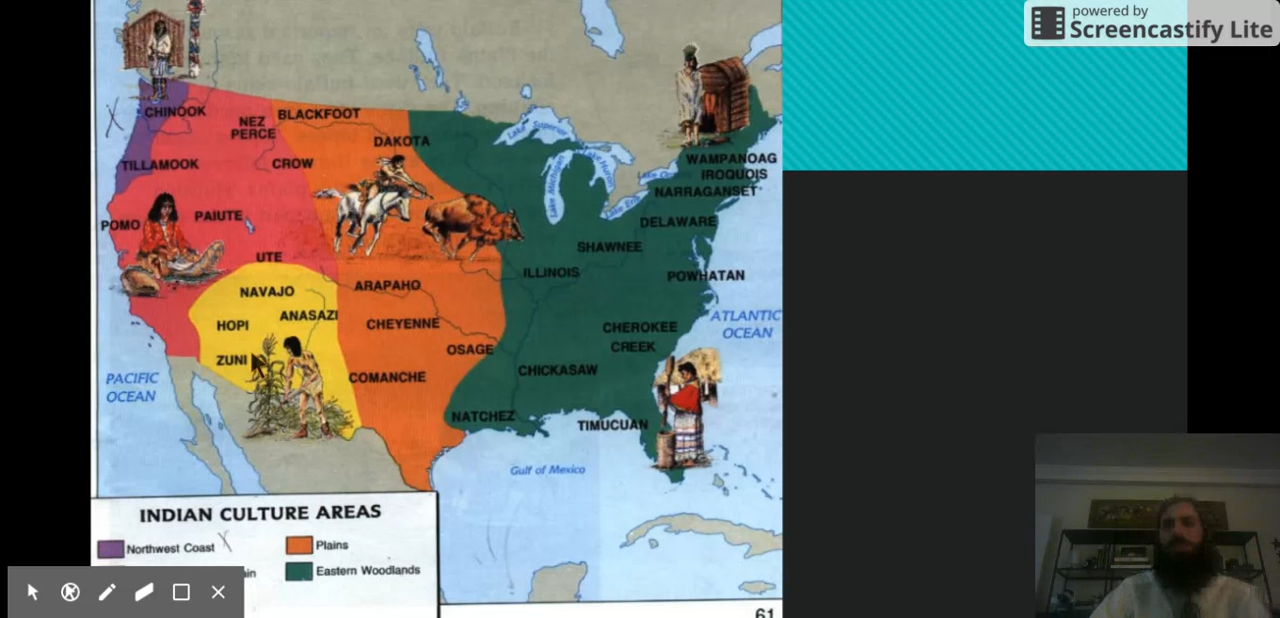 powered by
Screencastify Lite
CHINOOK
NEZ
PERCE
BLACKFOOT
DAKOTA
CROW
TILLAMOOK
Lake Superior
Lake Michigan
Lake Huron
Lake Erie
WAMPANOAG
IROQUOIS
NARRAGANSET
PAIUTE
POMO
DELAWARE
SHAWNEE
UTE
ILLINOIS
POWHATAN
NAVAJO
ARAPAHO
ANASAZI
HOPI
CHEYENNE
CHEROKEE
CREEK
ATLANTIC
OCEAN
OSAGE
ZUNI
CHICKASAW
COMANCHE
PACIFIC
OCEAN
NATCHEZ
TIMUCUAN
Gulf of Mexico
INDIAN CULTURE AREAS
Northwest Coast
Plains
Eastern Woodlands
61